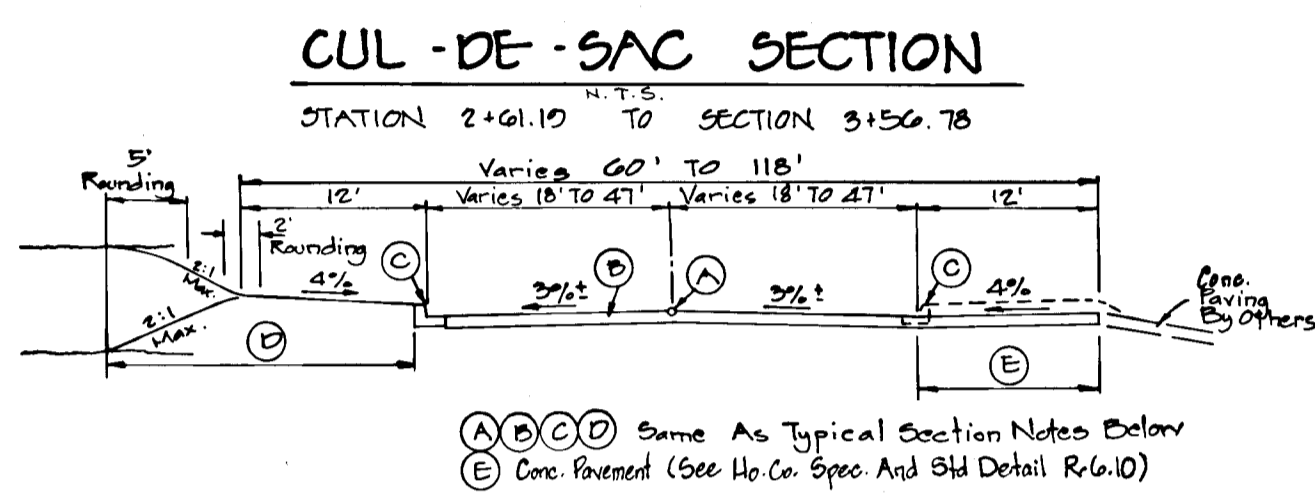 CUL-DE-SAC SECTION
N.T.S.
STATION 2+61.19 TO SECTION 3+56.78
5'
Rounding
Varies 60' TO 118'
12'
Varies 18' TO 47'
Varies 18' TO 47'
12'
2'
Rounding
2:1
Max.
4%
C
3%±
B
A
3%±
C
4%
Conc.
Paving
By Others
2:1
Max.
D
E
A B C D Same As Typical Section Notes Below
E Conc. Pavement (See Ho.Co. Spec. And Std Detail R-6.10)